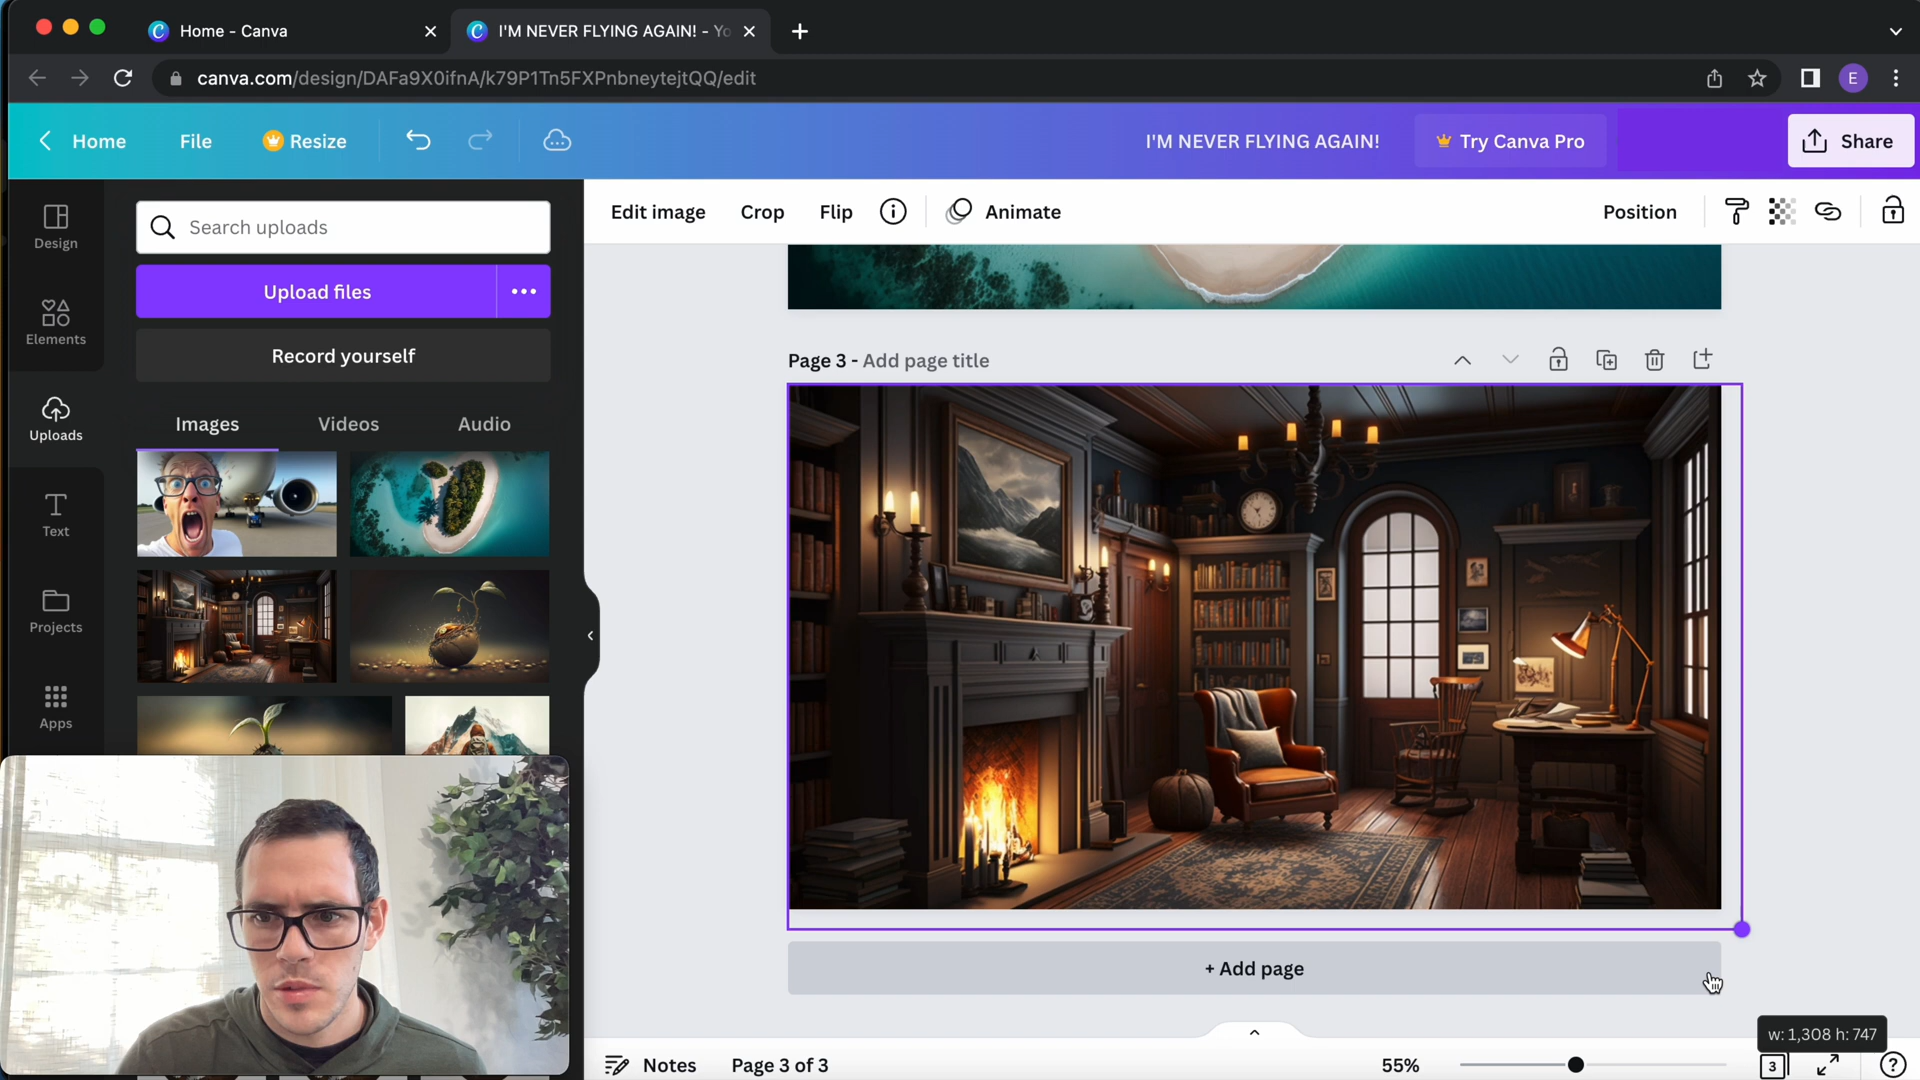 Home - Canva
I'M NEVER FLYING AGAIN! - Yo
canva.com/design/DAFa9X0ifnA/k79P1Tn5FXPnbneytejtQQ/edit
E
Home
File
Resize
I'M NEVER FLYING AGAIN!
Try Canva Pro
Share
Design
Elements
Uploads
Text
Projects
Apps
Search uploads
Upload files
Record yourself
Images
Videos
Audio
Edit image
Crop
Flip
Animate
Position
Page 3 - Add page title
+ Add page
w: 1,308 h: 747
Notes
Page 3 of 3
55%
3